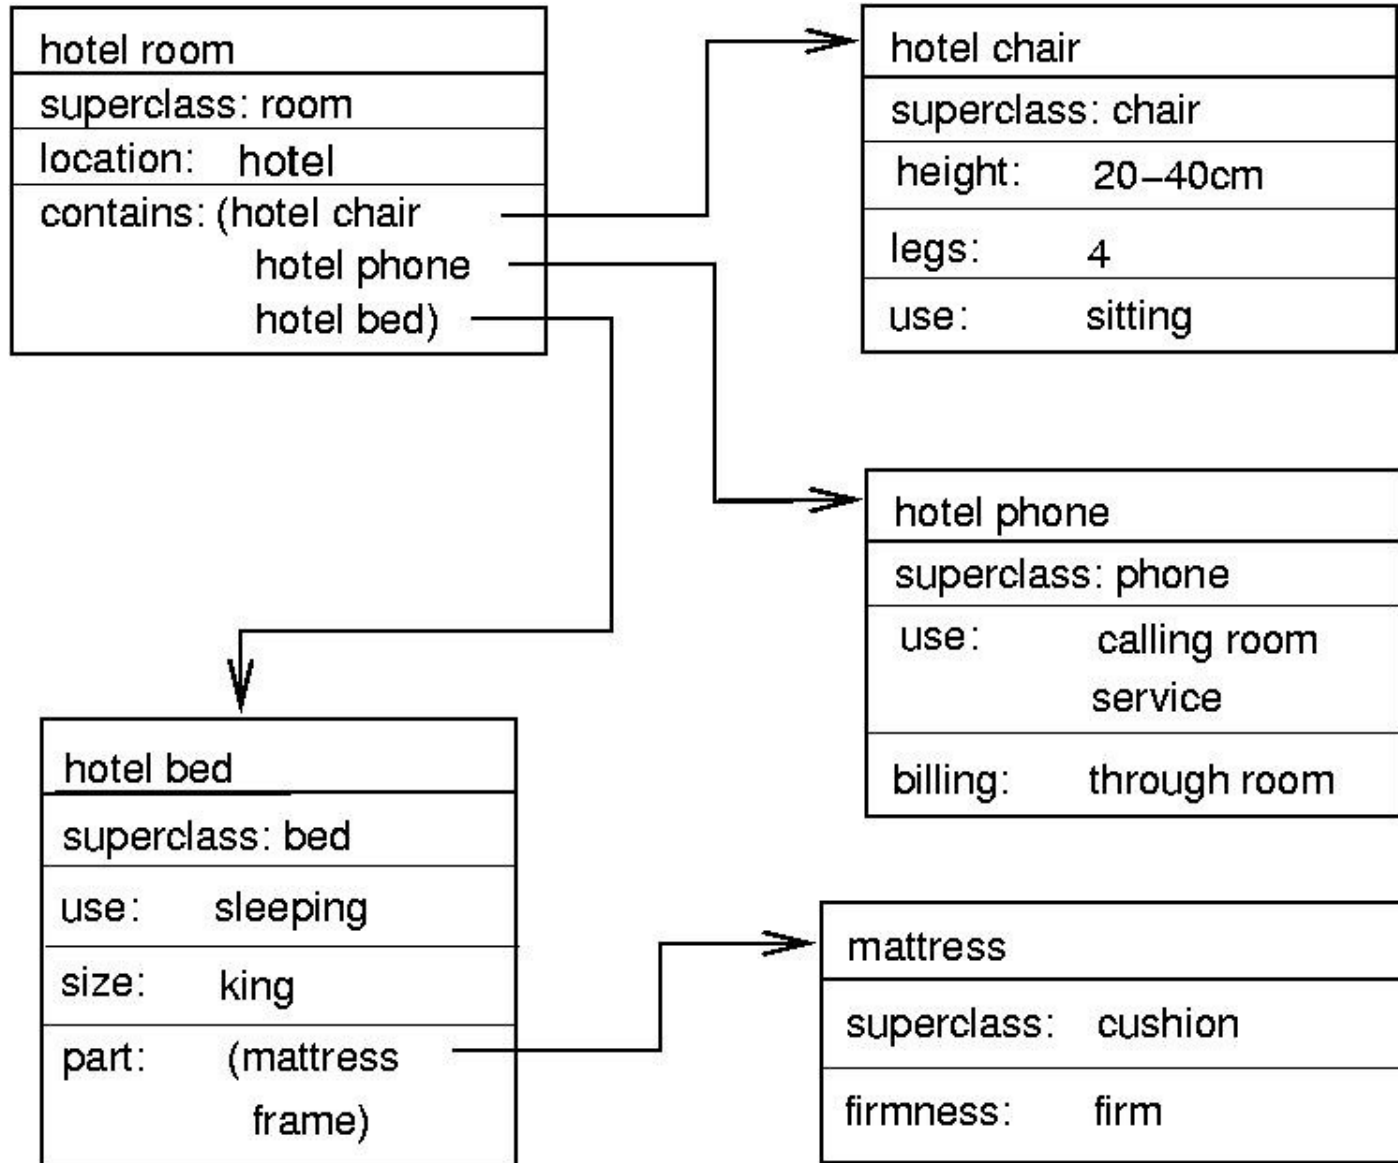 hotel room
superclass: room
location: hotel
contains: (hotel chair
hotel phone
hotel bed)
hotel chair
superclass: chair
height: 20-40cm
legs: 4
use: sitting
hotel phone
superclass: phone
use: calling room
service
billing: through room
hotel bed
superclass: bed
use: sleeping
size: king
part: (mattress
frame)
mattress
superclass: cushion
firmness: firm